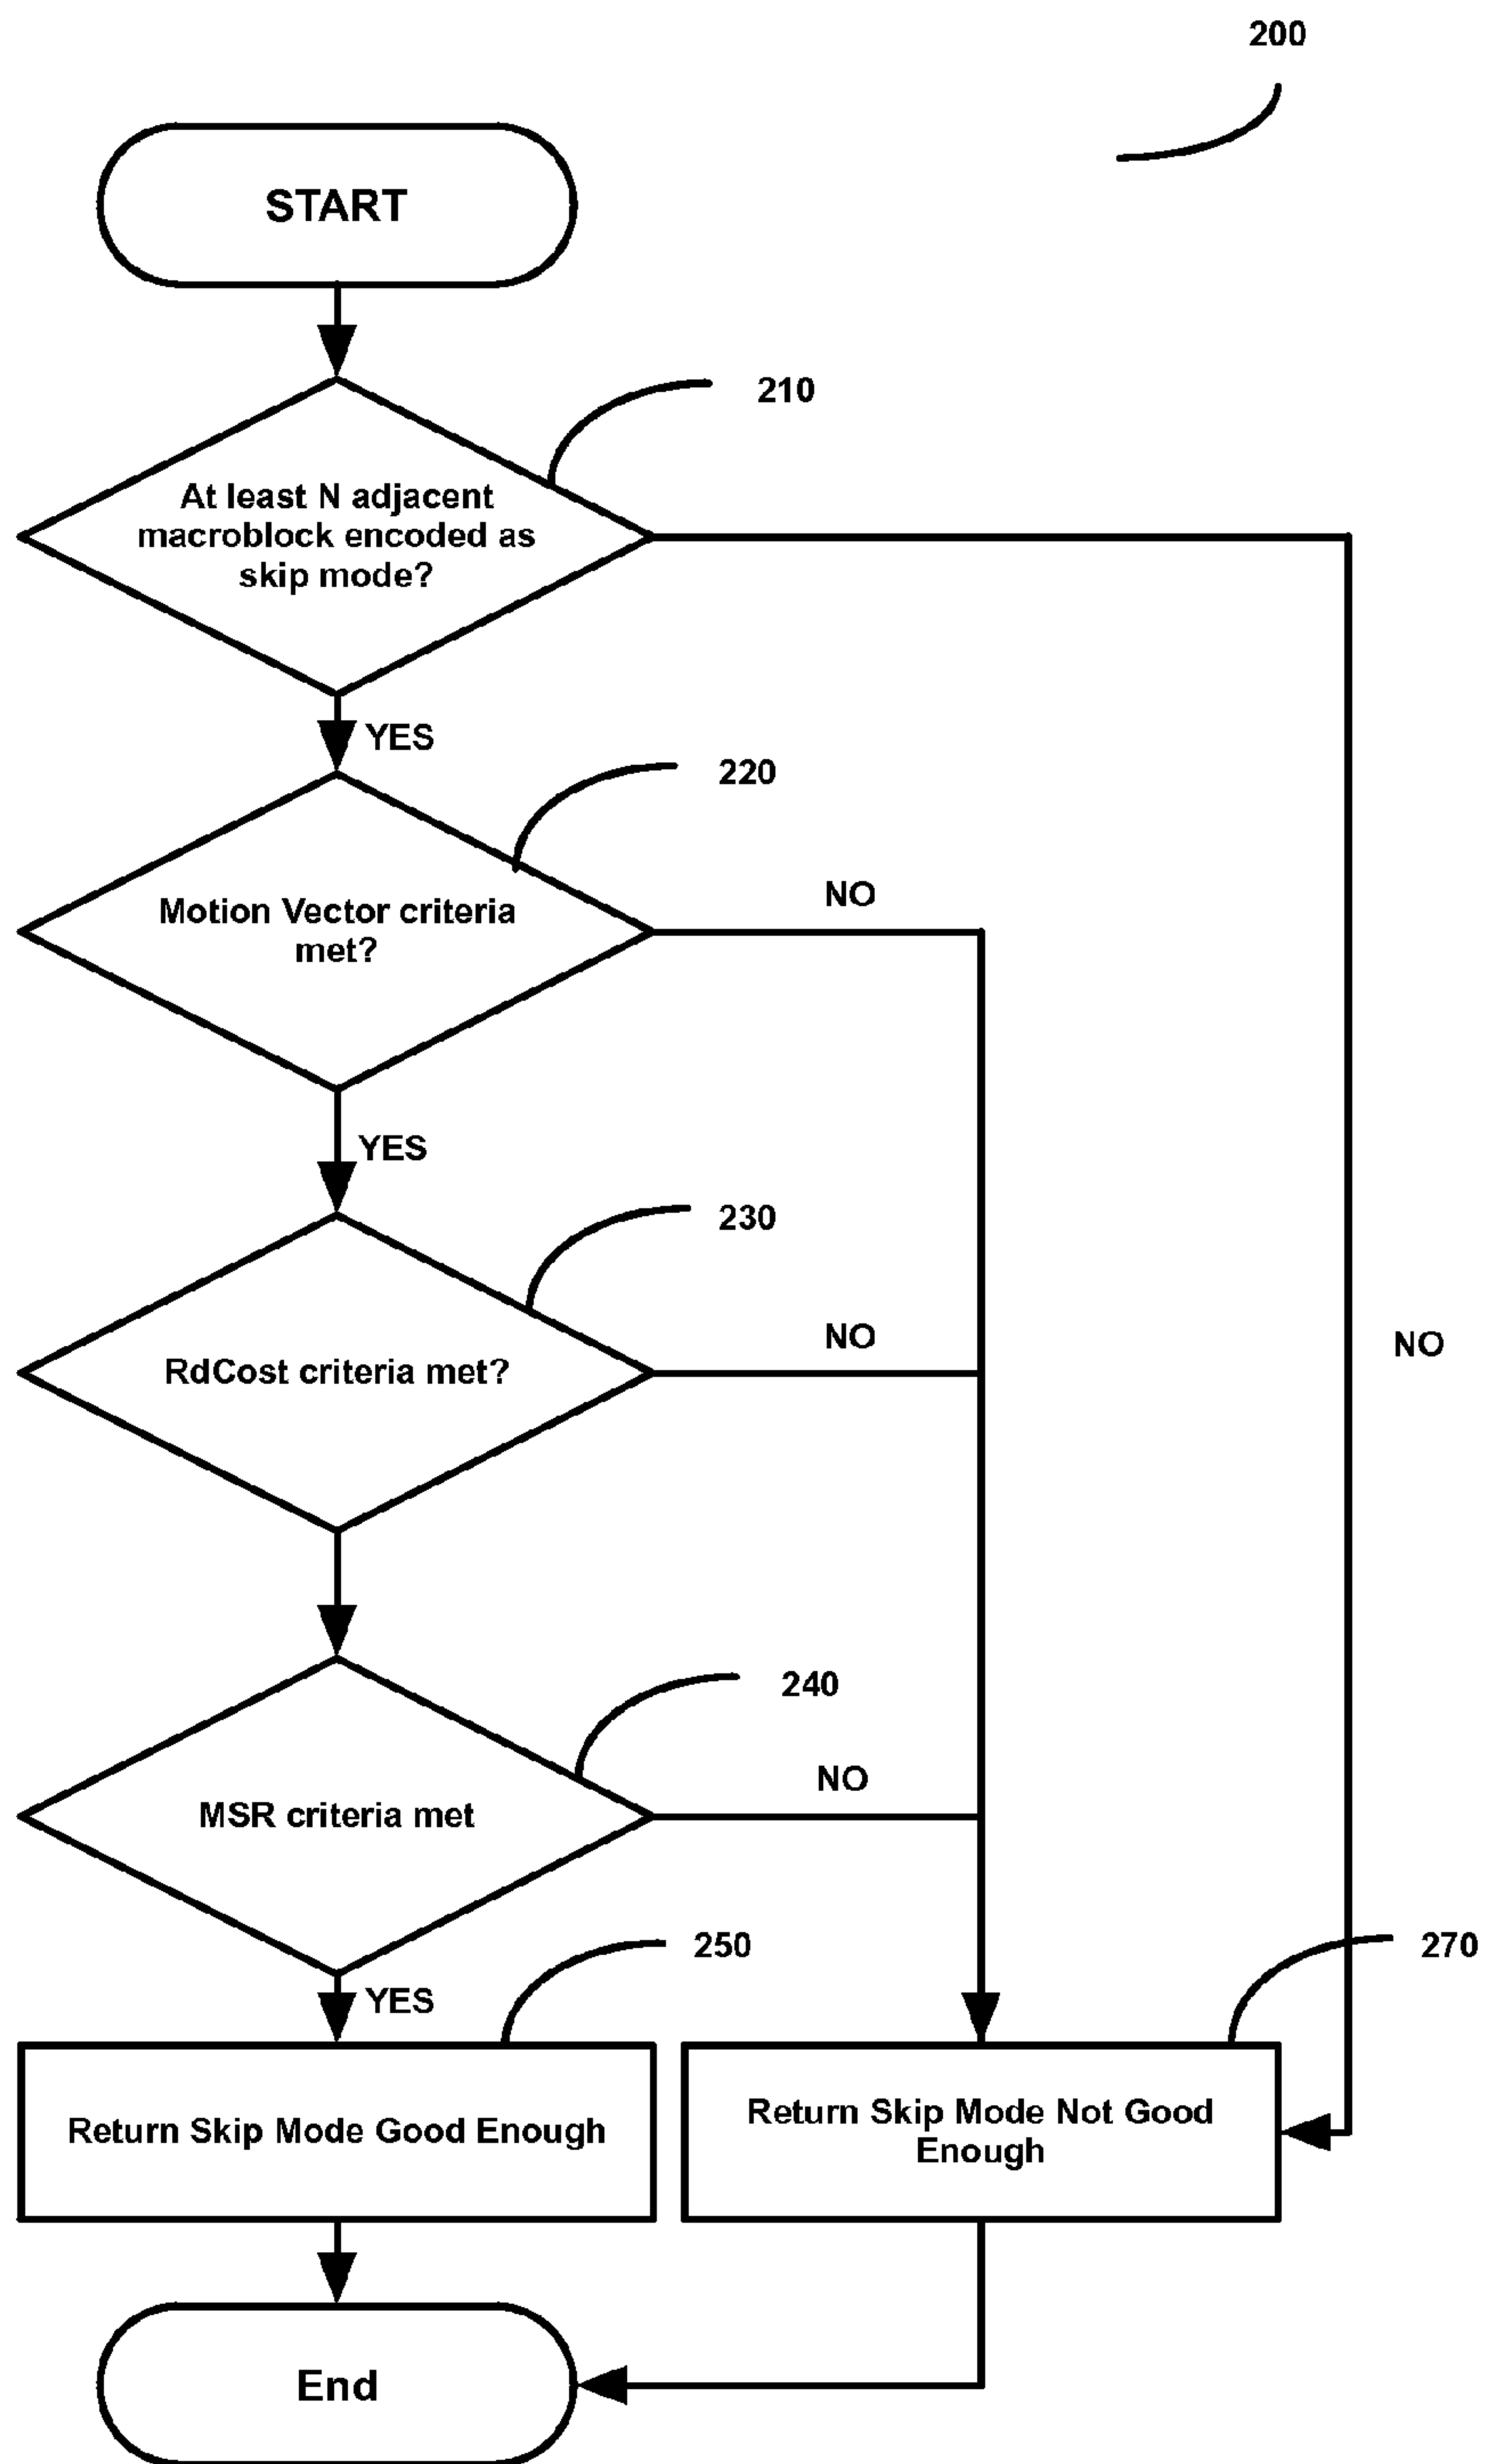 200
START
210
At least N adjacent
macroblock encoded as
skip mode?
YES
220
Motion Vector criteria
met?
NO
YES
230
RdCost criteria met?
NO
NO
240
MSR criteria met
NO
YES
250
270
Return Skip Mode Good Enough
Return Skip Mode Not Good
Enough
End